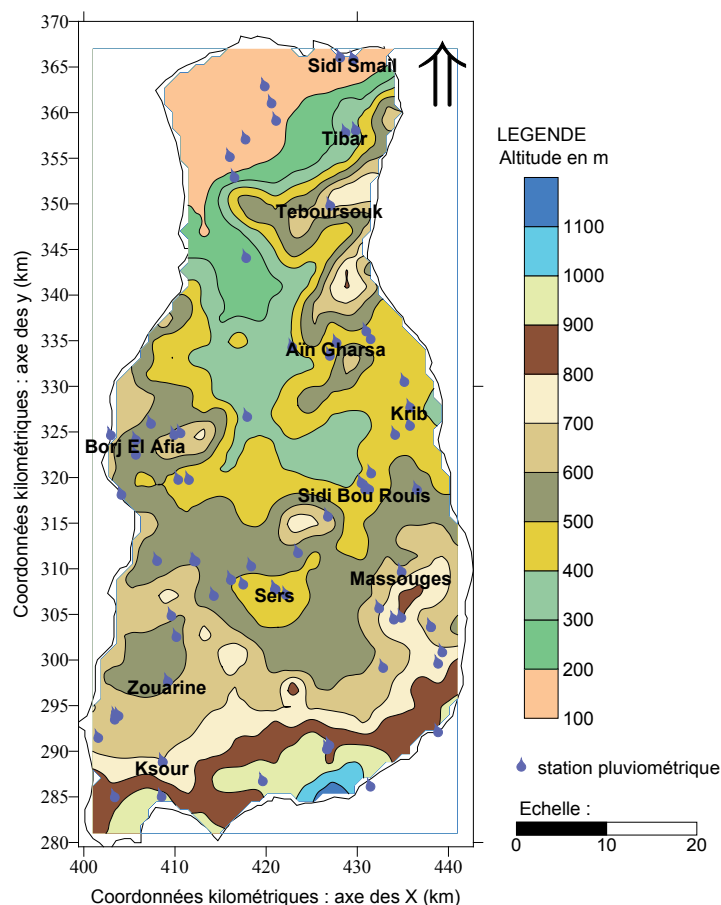 370
365
360
355
350
345
340
335
330
325
320
315
310
305
300
295
290
285
280
400
410
420
430
440
Coordonnées kilométriques : axe des y (km)
Coordonnées kilométriques : axe des X (km)
Sidi Smail
Tibar
Teboursouk
Aïn Gharsa
Krib
Borj El Afia
Sidi Bou Rouis
Massouges
Sers
Zouarine
Ksour
LEGENDE
Altitude en m
1100
1000
900
800
700
600
500
400
300
200
100
station pluviométrique
Echelle :
0
10
20